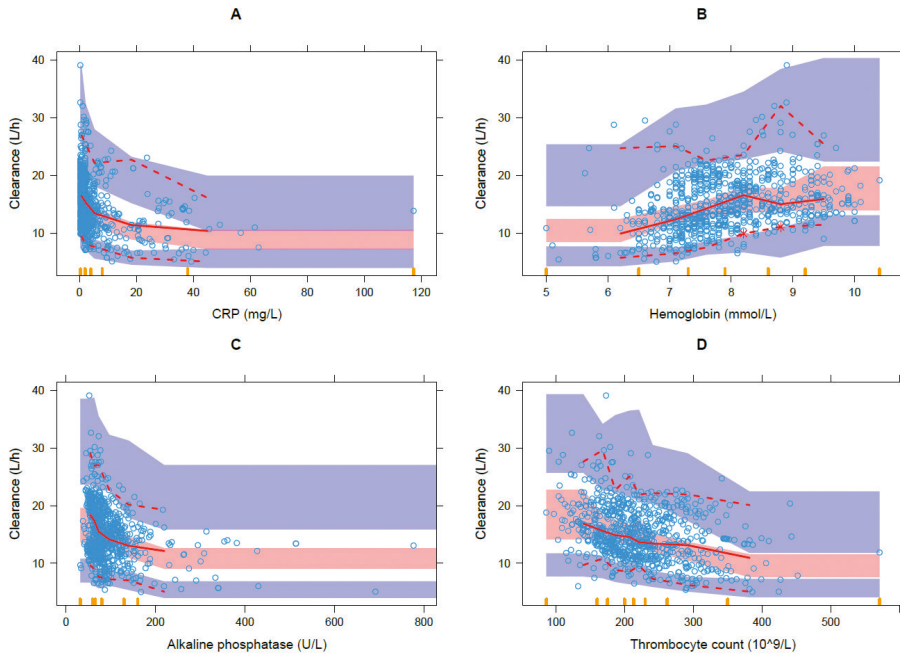 A
Clearance (L/h)
40
30
20
10
0 20 40 60 80 100 120
CRP (mg/L)
B
Clearance (L/h)
40
30
20
10
5 6 7 8 9 10
Hemoglobin (mmol/L)
C
Clearance (L/h)
40
30
20
10
0 200 400 600 800
Alkaline phosphatase (U/L)
D
Clearance (L/h)
40
30
20
10
100 200 300 400 500
Thrombocyte count (10^9/L)